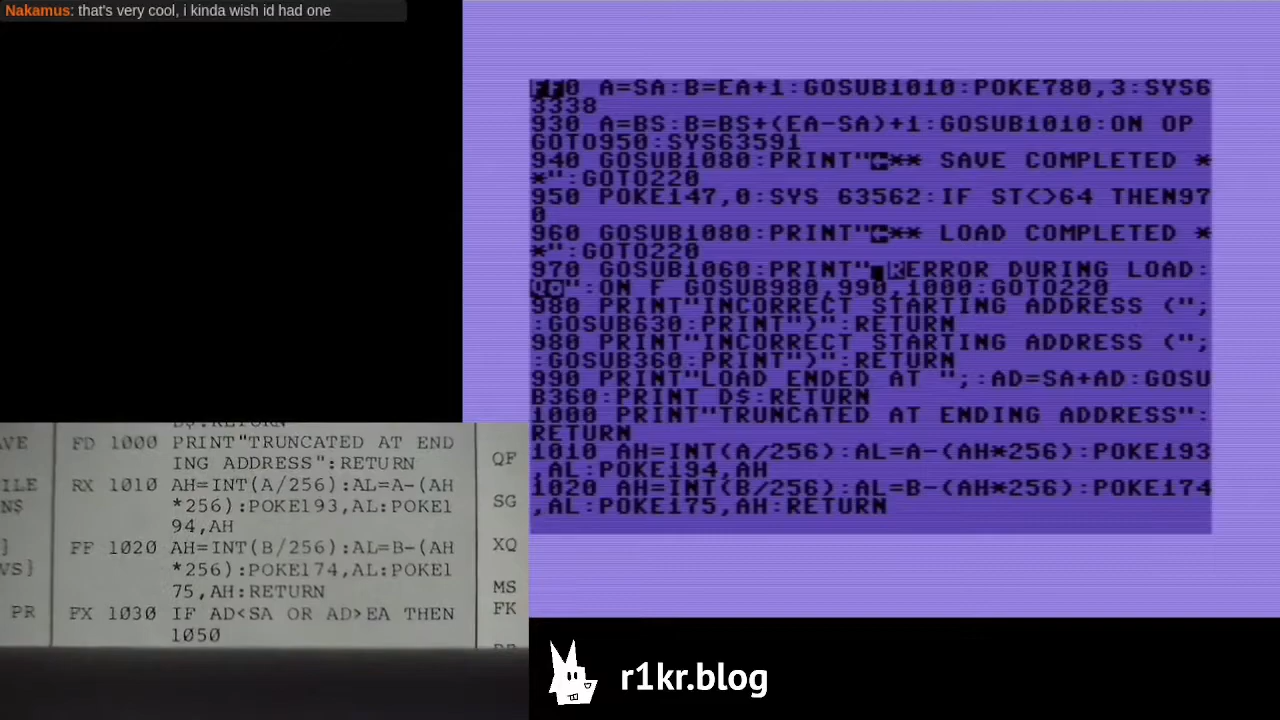 Nakamus: that's very cool, i kinda wish id had one
FF0 A=SA:B=EA+1:GOSUB1010:POKE780,3:SYS6
3338
930 A=BS:B=BS+(EA-SA)+1:GOSUB1010:ON OP
GOTO950:SYS63591
940 GOSUB1080:PRINT"C** SAVE COMPLETED *
*":GOTO220
950 POKE147,0:SYS 63562:IF ST<>64 THEN97
0
960 GOSUB1080:PRINT"C** LOAD COMPLETED *
*":GOTO220
970 GOSUB1060:PRINT" RERROR DURING LOAD:
":ON F GOSUB980,990,1000:GOTO220
980 PRINT"INCORRECT STARTING ADDRESS (";
:GOSUB630:PRINT")":RETURN
980 PRINT"INCORRECT STARTING ADDRESS (";
:GOSUB360:PRINT")":RETURN
990 PRINT"LOAD ENDED AT ";:AD=SA+AD:GOSU
B360:PRINT D$:RETURN
1000 PRINT"TRUNCATED AT ENDING ADDRESS":
RETURN
1010 AH=INT(A/256):AL=A-(AH*256):POKE193
,AL:POKE194,AH
1020 AH=INT(B/256):AL=B-(AH*256):POKE174
,AL:POKE175,AH:RETURN
D$:RETURN
FD 1000 PRINT"TRUNCATED AT END
ING ADDRESS":RETURN
RX 1010 AH=INT(A/256):AL=A-(AH
*256):POKE193,AL:POKE1
94,AH
FF 1020 AH=INT(B/256):AL=B-(AH
*256):POKE174,AL:POKE1
75,AH:RETURN
PX 1030 IF AD<SA OR AD>EA THEN
1050
AVE
ILE
N$
]
VS}
PR
QF
SG
XQ
MS
FK
r1kr.blog